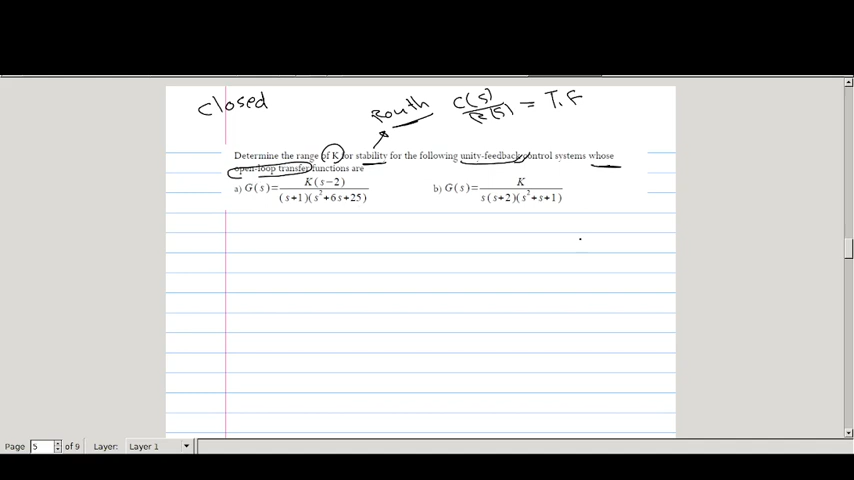 closed
Routh
C(s)/R(s) = T.F
Determine the range of K for stability for the following unity-feedback control systems whose
open-loop transfer functions are
a) G(s)=K(s−2)/(s+1)(s²+6s+25)
b) G(s)=K/s(s+2)(s²+s+1)
Page 5 of 9 Layer: Layer 1